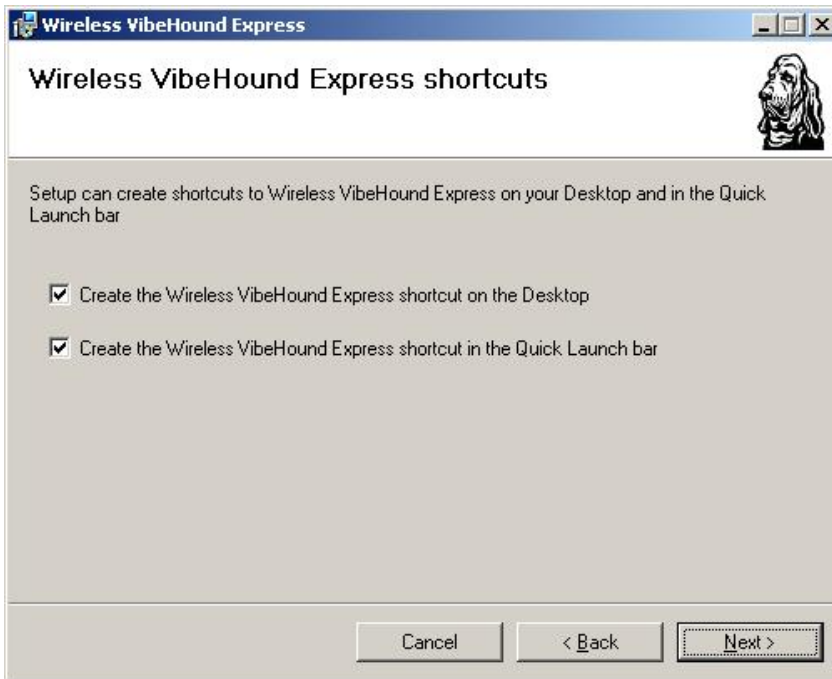 Wireless VibeHound Express
Wireless VibeHound Express shortcuts
Setup can create shortcuts to Wireless VibeHound Express on your Desktop and in the Quick
Launch bar
Create the Wireless VibeHound Express shortcut on the Desktop
Create the Wireless VibeHound Express shortcut in the Quick Launch bar
Cancel
< Back
Next >